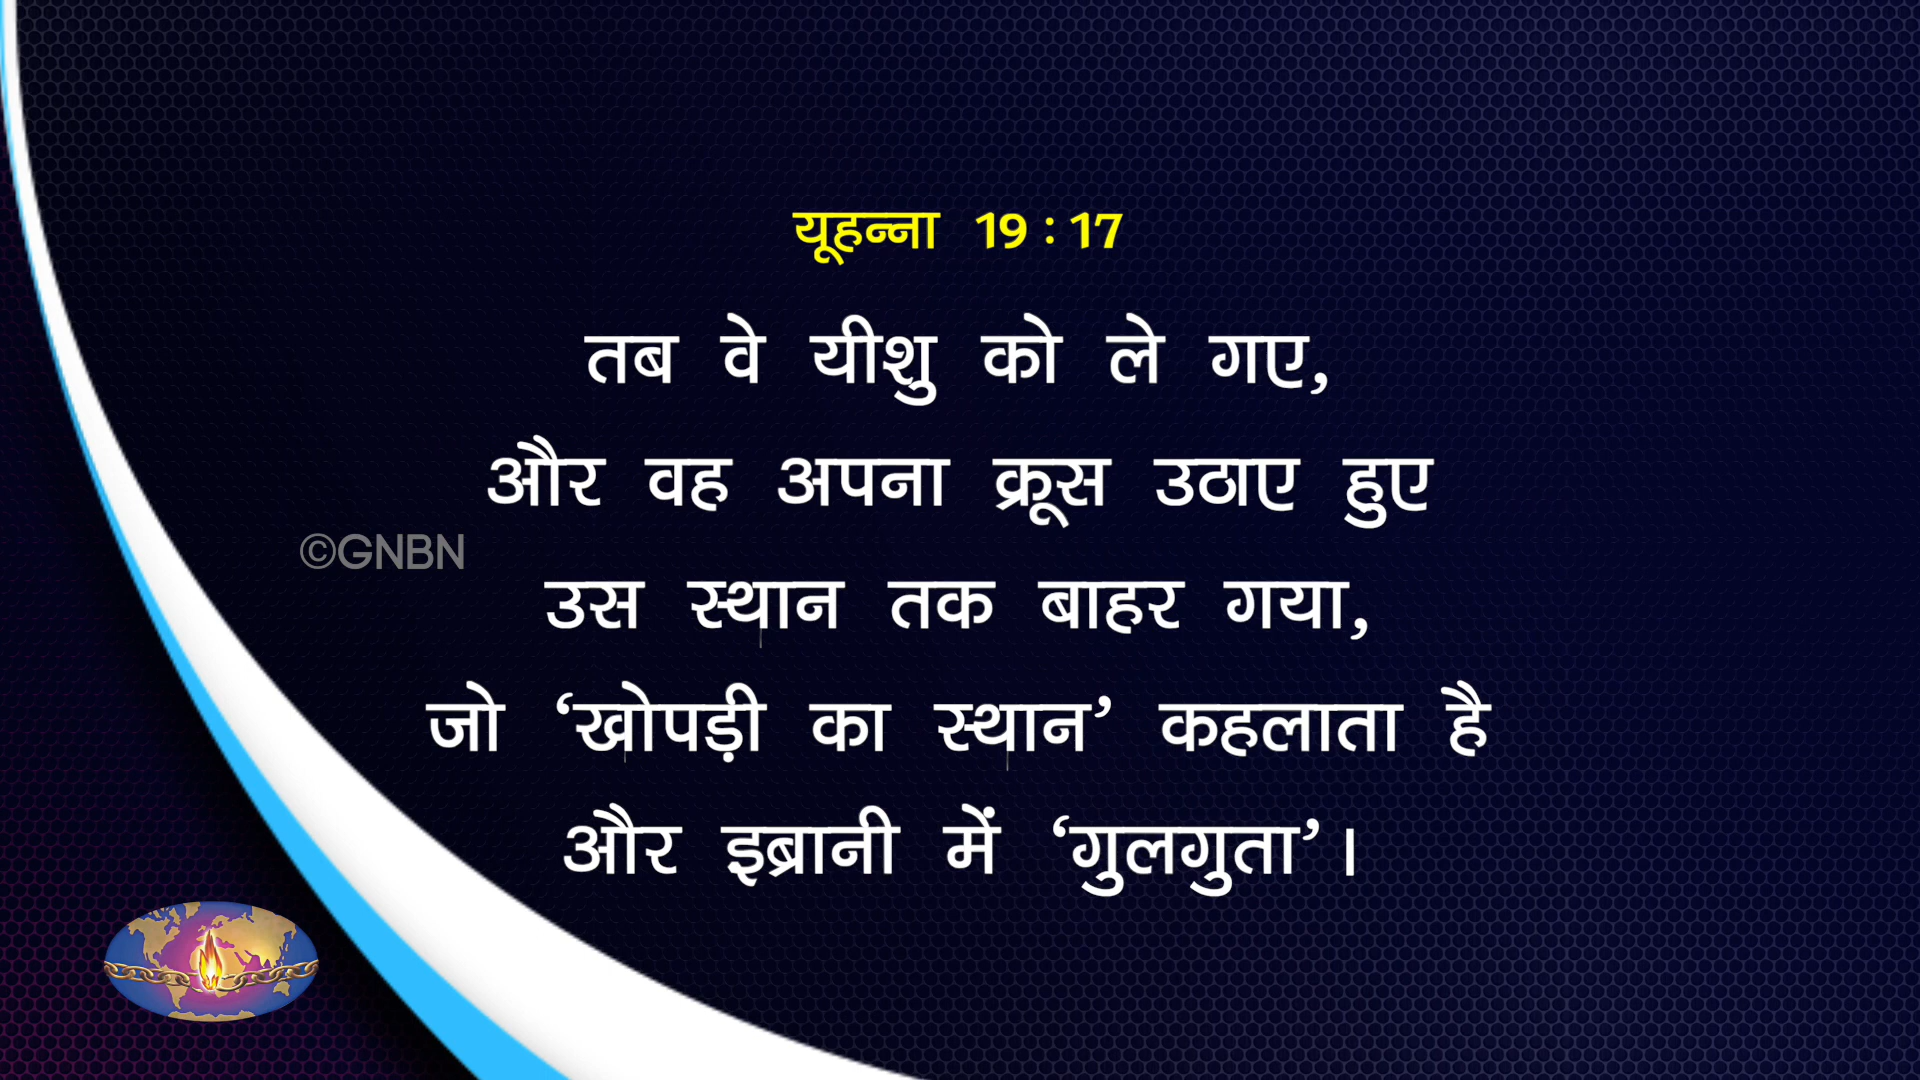 यूहन्ना 19 : 17
तब वे यीशु को ले गए,
और वह अपना क्रूस उठाए हुए
©GNBN
उस स्थान तक बाहर गया,
जो ‘खोपड़ी का स्थान’ कहलाता है
और इब्रानी में ‘गुलगुता’।